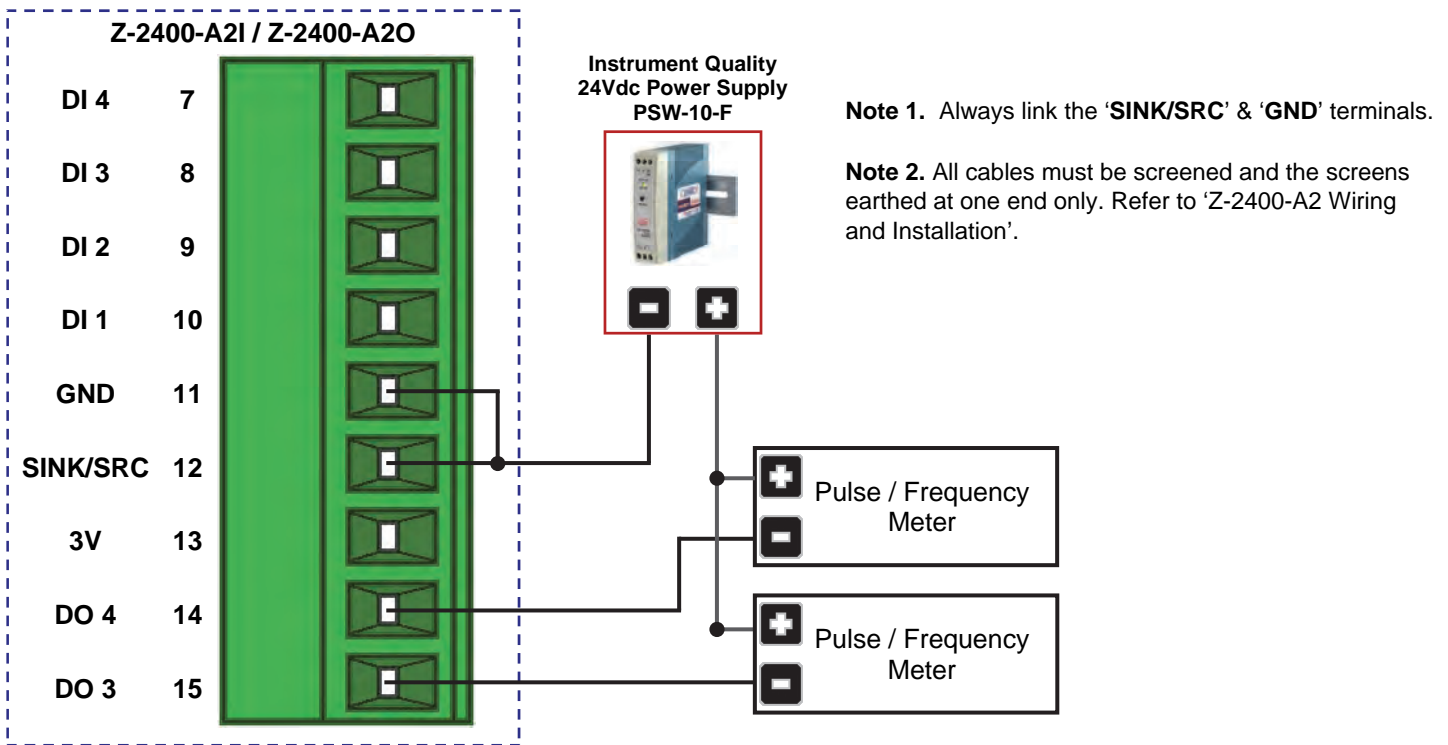 Z-2400-A2I / Z-2400-A2O
DI 4 7
DI 3 8
DI 2 9
DI 1 10
GND 11
SINK/SRC 12
3V 13
DO 4 14
DO 3 15
Instrument Quality
24Vdc Power Supply
PSW-10-F
Note 1. Always link the ‘SINK/SRC’ & ‘GND’ terminals.
Note 2. All cables must be screened and the screens
earthed at one end only. Refer to ‘Z-2400-A2 Wiring
and Installation’.
Pulse / Frequency
Meter
Pulse / Frequency
Meter